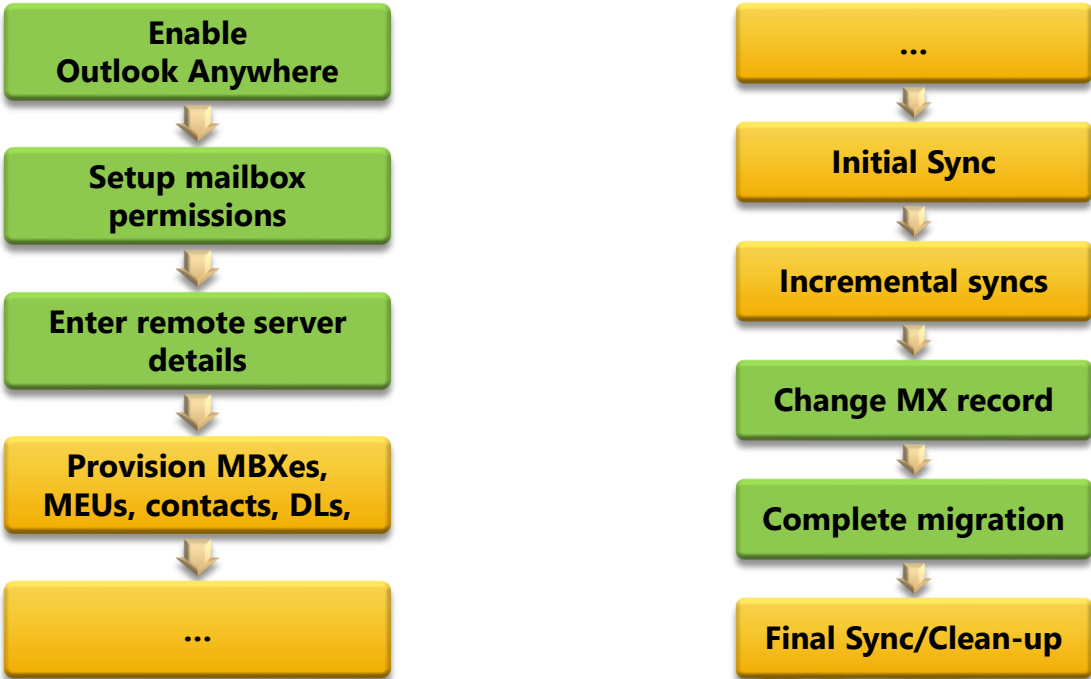 Enable
Outlook Anywhere
Setup mailbox
permissions
Enter remote server
details
Provision MBXes,
MEUs, contacts, DLs,
...
...
Initial Sync
Incremental syncs
Change MX record
Complete migration
Final Sync/Clean-up